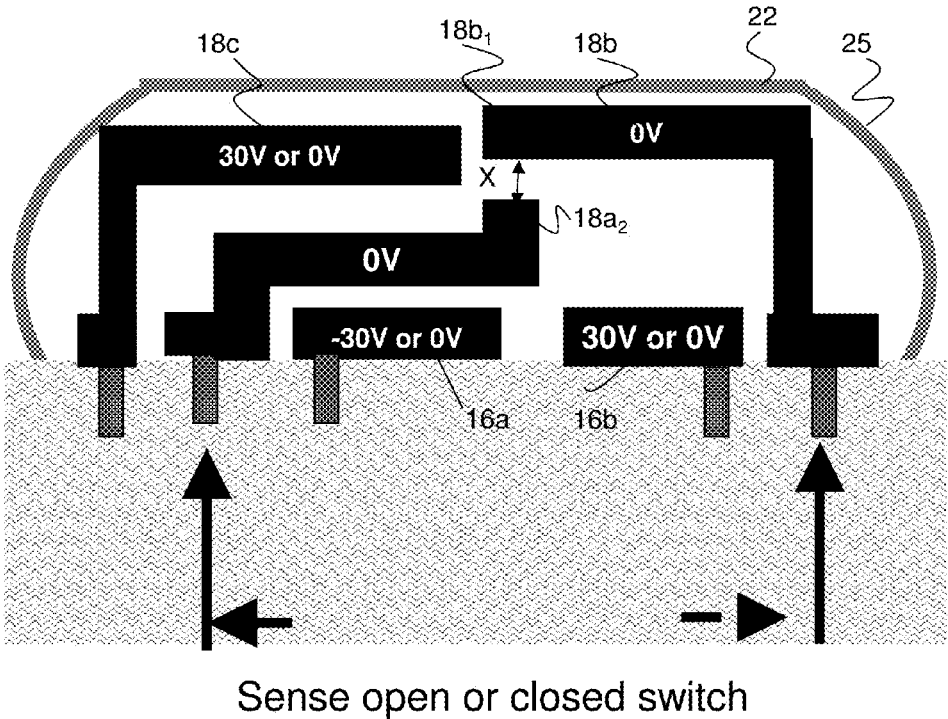 18c
18b₁
18b
22
25
30V or 0V
0V
X
18a₂
0V
-30V or 0V
30V or 0V
16a
16b
Sense open or closed switch